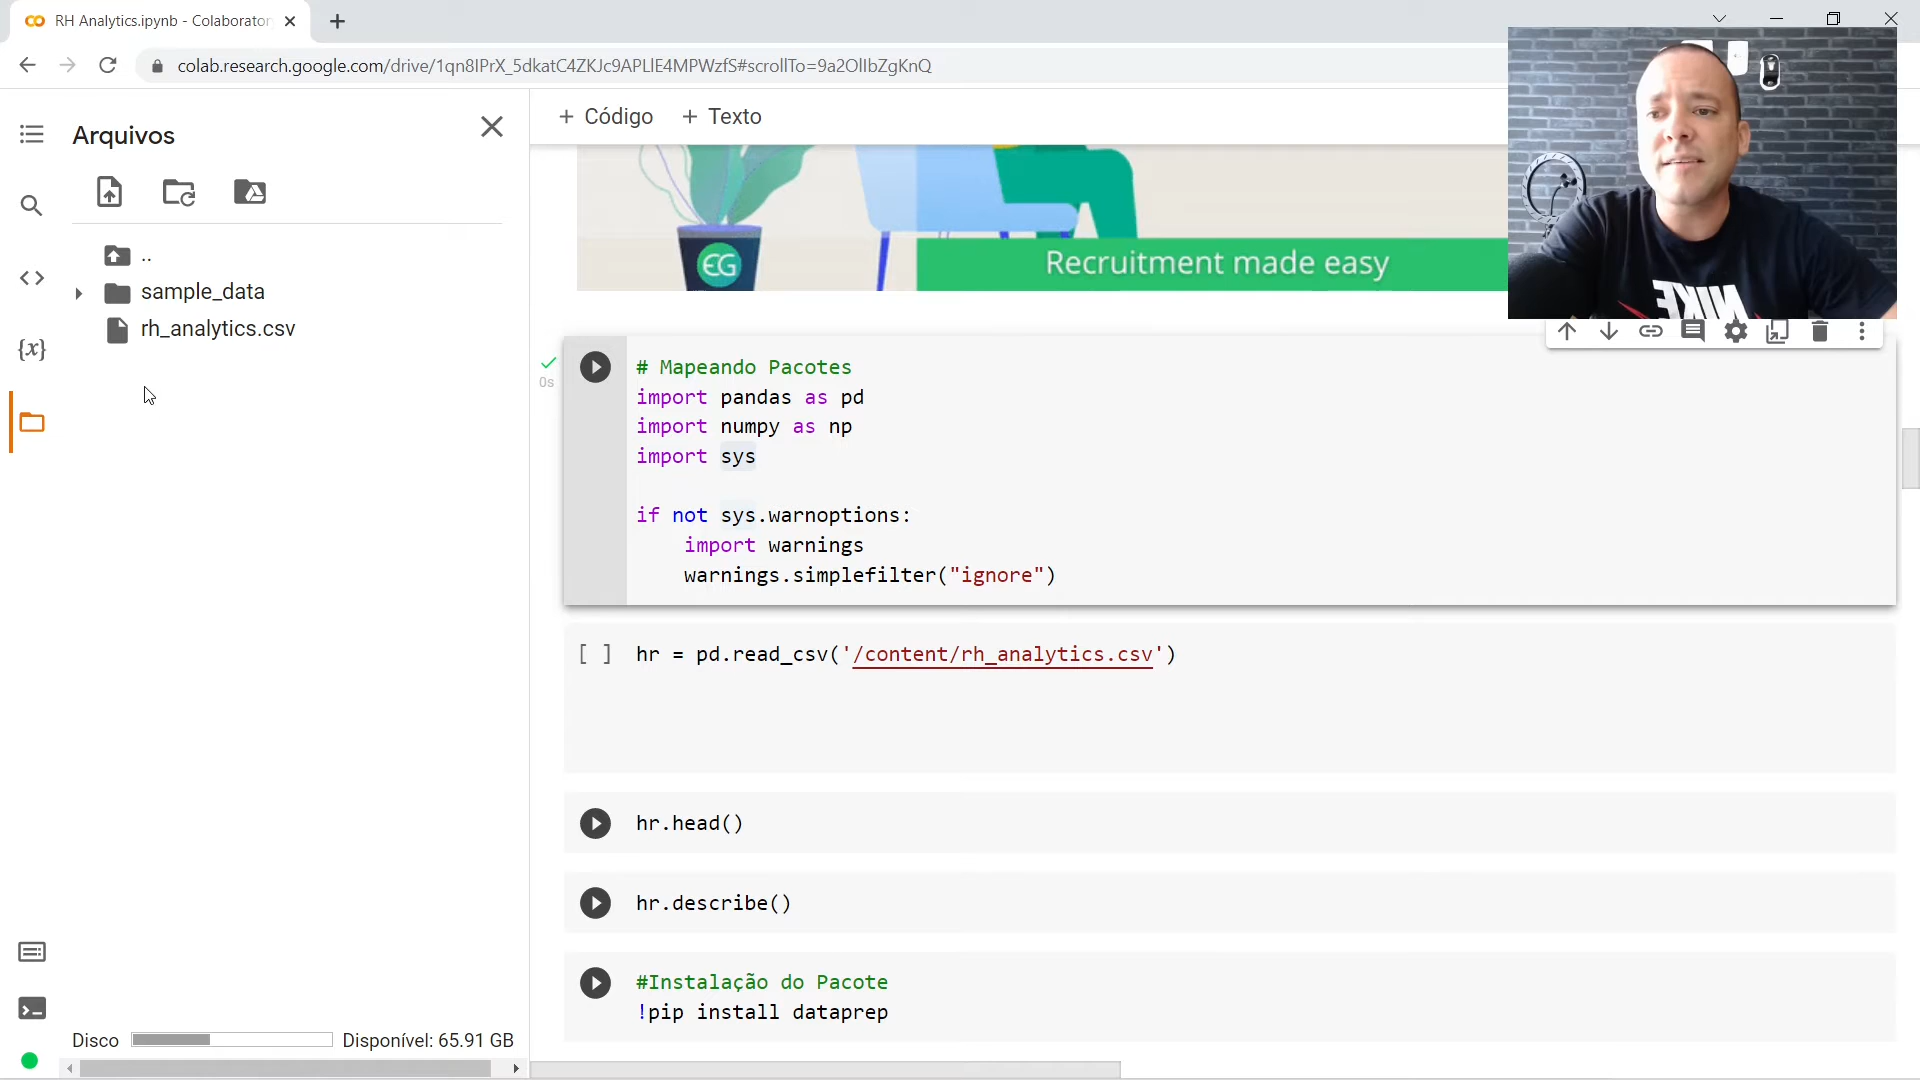 RH Analytics.ipynb - Colaborator
colab.research.google.com/drive/1qn8IPrX_5dkatC4ZKJc9APLlE4MPWzfS#scrollTo=9a2OlIbZgKnQ
Arquivos
..
sample_data
rh_analytics.csv
{x}
Disco
Disponível: 65.91 GB
+ Código + Texto
EG
Recruitment made easy
0s
# Mapeando Pacotes
import pandas as pd
import numpy as np
import sys
if not sys.warnoptions:
import warnings
warnings.simplefilter("ignore")
[ ] hr = pd.read_csv('/content/rh_analytics.csv')
hr.head()
hr.describe()
#Instalação do Pacote
!pip install dataprep
NIKE